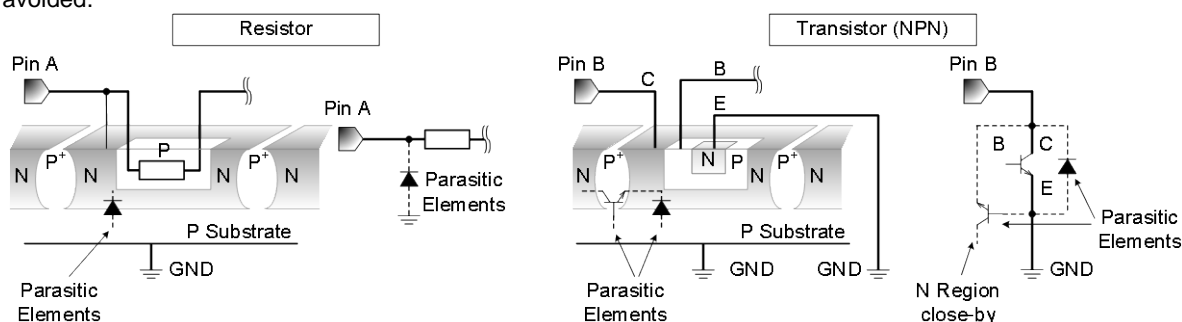 avoided.
Resistor
Transistor (NPN)
Pin A
Pin A
N
P+
N
P
N
P+
N
Parasitic
Elements
P Substrate
GND
Parasitic
Elements
Pin B
C
B
E
N
P+
N
N
P
N
P+
N
P Substrate
GND
GND
Parasitic
Elements
Pin B
B
C
E
Parasitic
Elements
GND
N Region
close-by